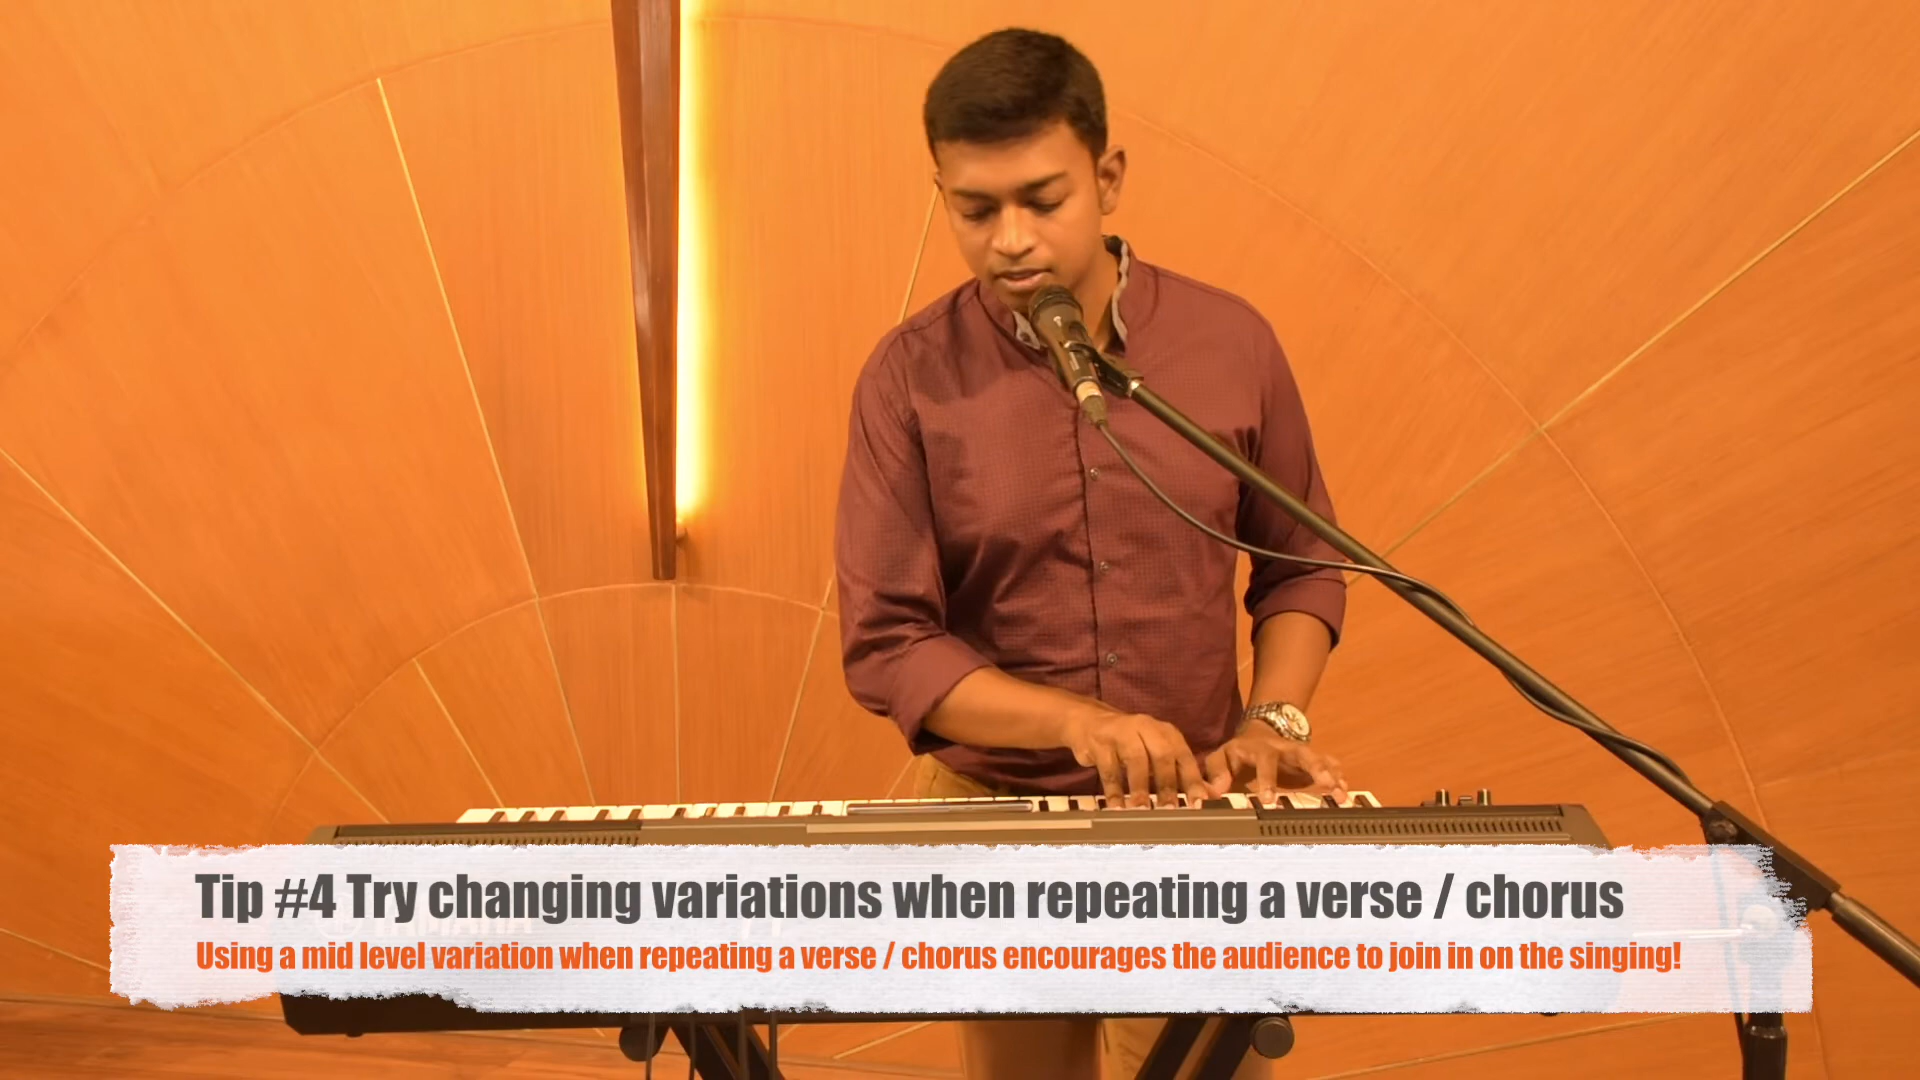 Tip #4 Try changing variations when repeating a verse / chorus
Using a mid level variation when repeating a verse / chorus encourages the audience to join in on the singing!